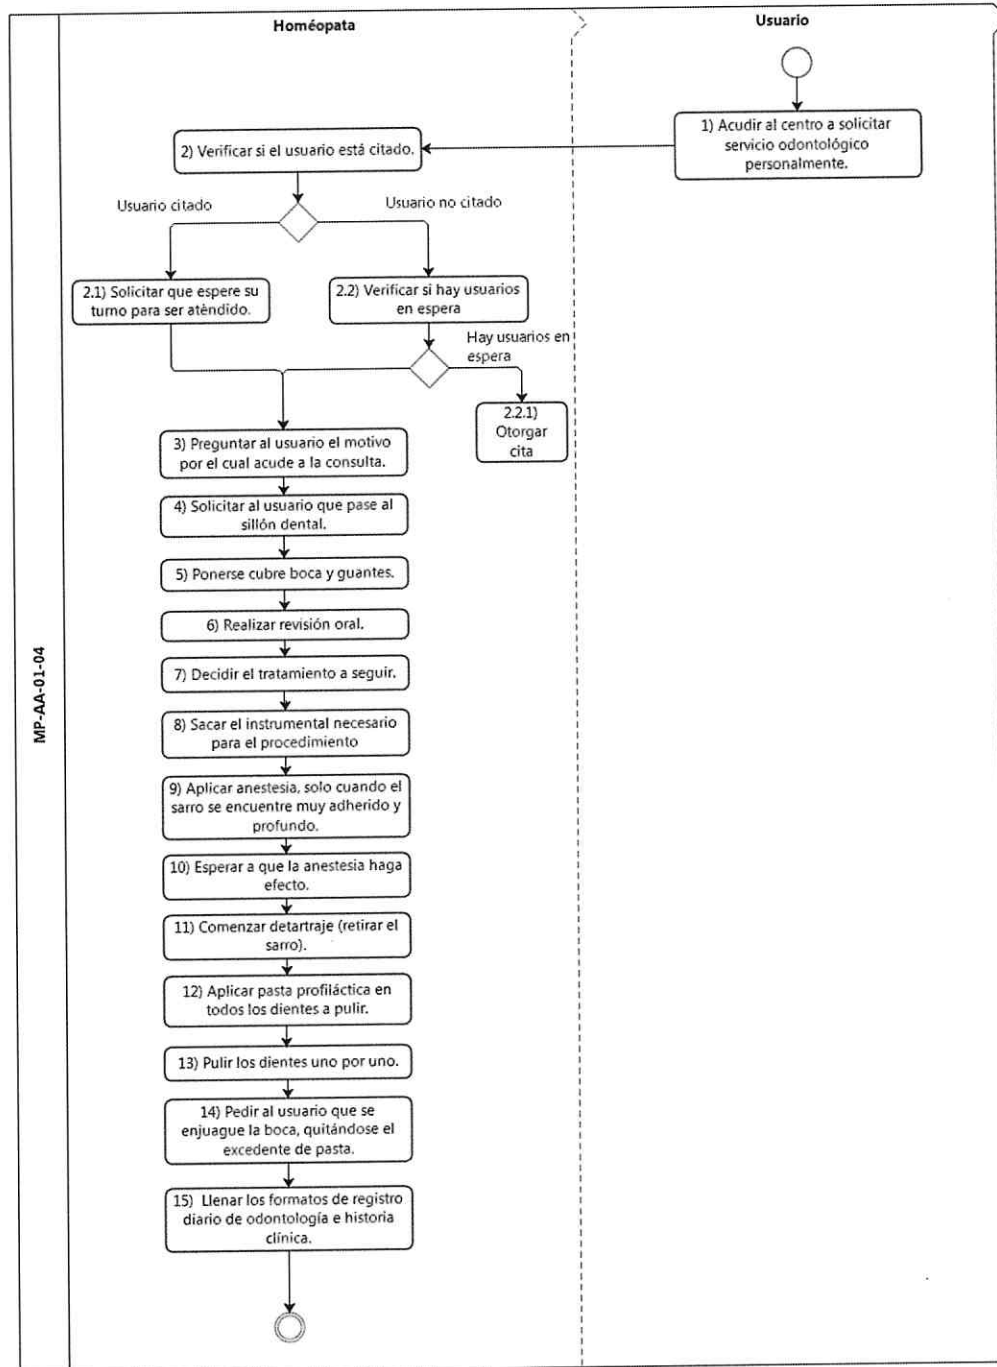 Homéopata
Usuario
1) Acudir al centro a solicitar
servicio odontológico
personalmente.
2) Verificar si el usuario está citado.
Usuario citado
Usuario no citado
2.1) Solicitar que espere su
turno para ser aténdido.
2.2) Verificar si hay usuarios
en espera
Hay usuarios en
espera
2.2.1)
Otorgar
cita
3) Preguntar al usuario el motivo
por el cual acude a la consulta.
4) Solicitar al usuario que pase al
sillón dental.
5) Ponerse cubre boca y guantes.
6) Realizar revisión oral.
7) Decidir el tratamiento a seguir.
8) Sacar el instrumental necesario
para el procedimiento
9) Aplicar anestesia, solo cuando el
sarro se encuentre muy adherido y
profundo.
10) Esperar a que la anestesia haga
efecto.
11) Comenzar detartraje (retirar el
sarro).
12) Aplicar pasta profiláctica en
todos los dientes a pulir.
13) Pulir los dientes uno por uno.
14) Pedir al usuario que se
enjuague la boca, quitándose el
excedente de pasta.
15) Llenar los formatos de registro
diario de odontología e historia
clínica.
MP-AA-01-04